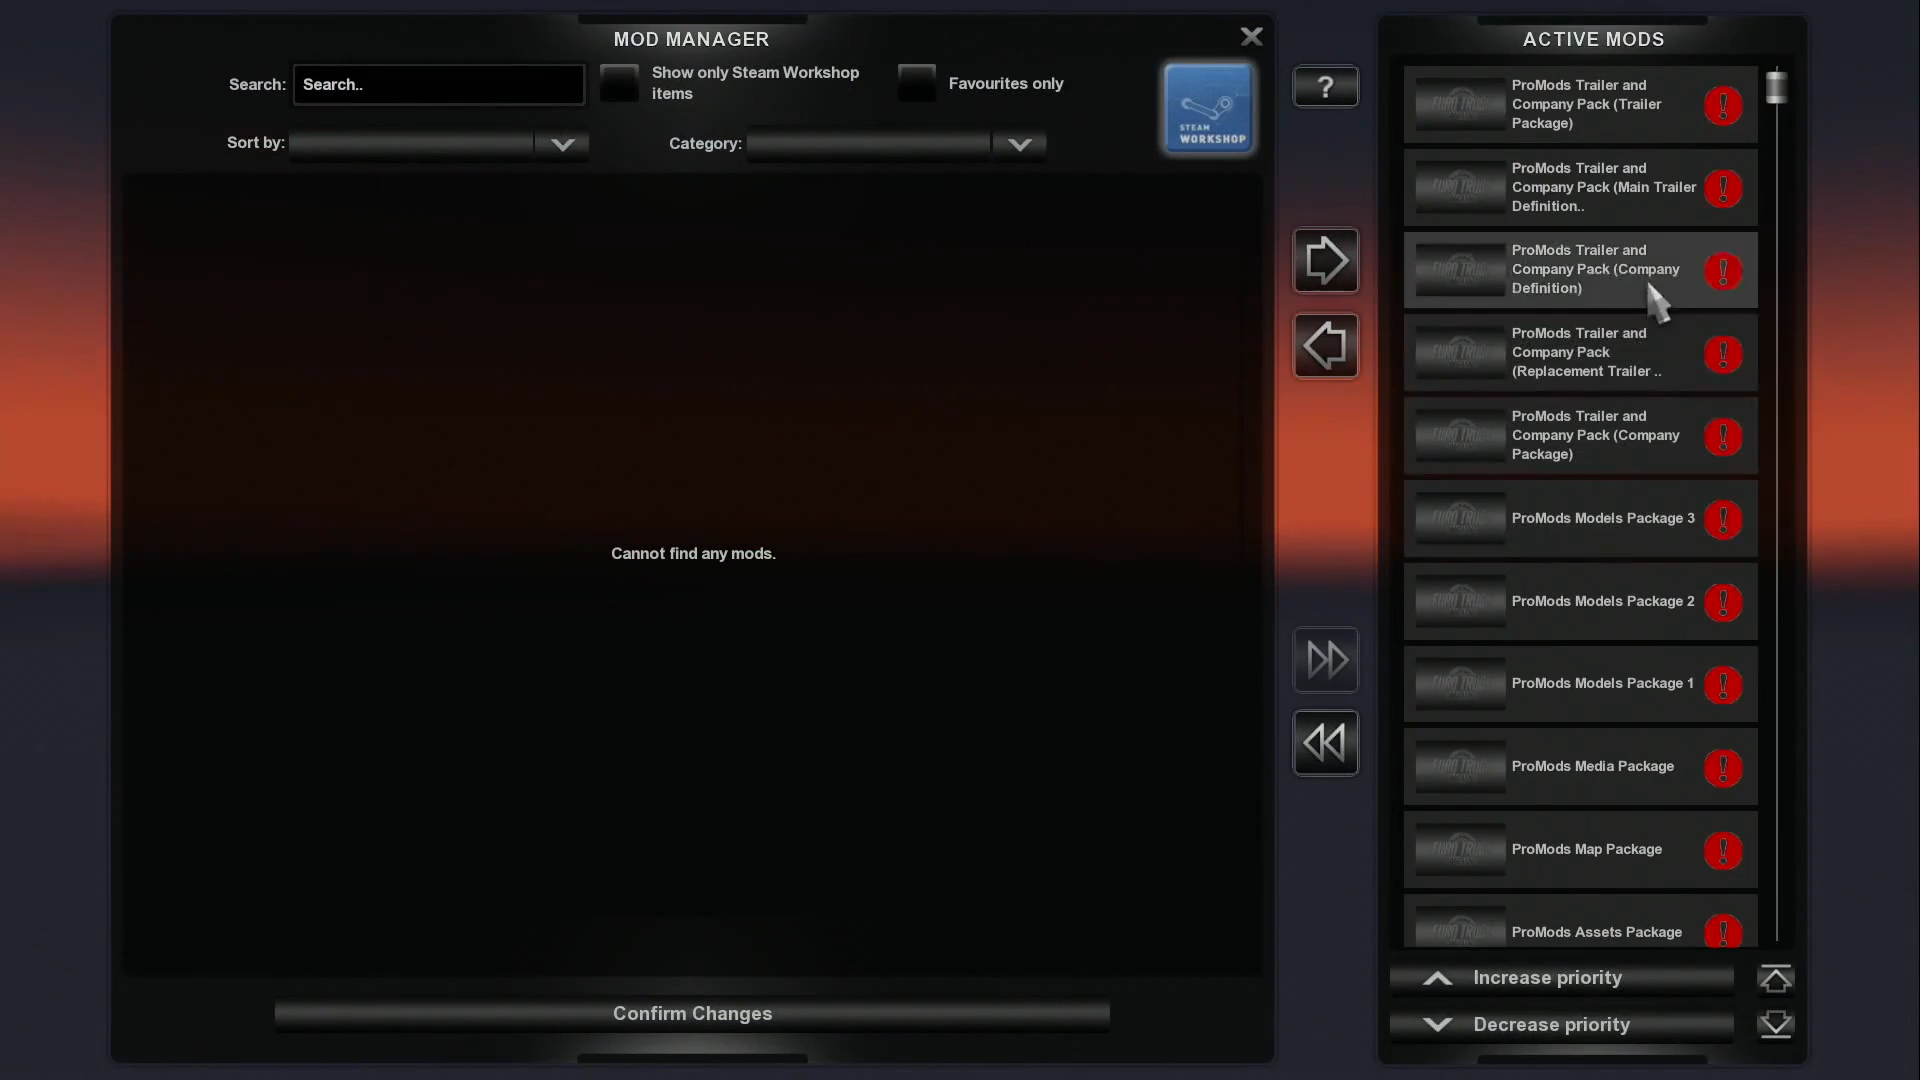 MOD MANAGER
Search:
Search..
Show only Steam Workshop
items
Favourites only
STEAM
WORKSHOP
Sort by:
Category:
Cannot find any mods.
Confirm Changes
?
ACTIVE MODS
ProMods Trailer and
Company Pack (Trailer
Package)
ProMods Trailer and
Company Pack (Main Trailer
Definition..
ProMods Trailer and
Company Pack (Company
Definition)
ProMods Trailer and
Company Pack
(Replacement Trailer ..
ProMods Trailer and
Company Pack (Company
Package)
ProMods Models Package 3
ProMods Models Package 2
ProMods Models Package 1
ProMods Media Package
ProMods Map Package
ProMods Assets Package
Increase priority
Decrease priority